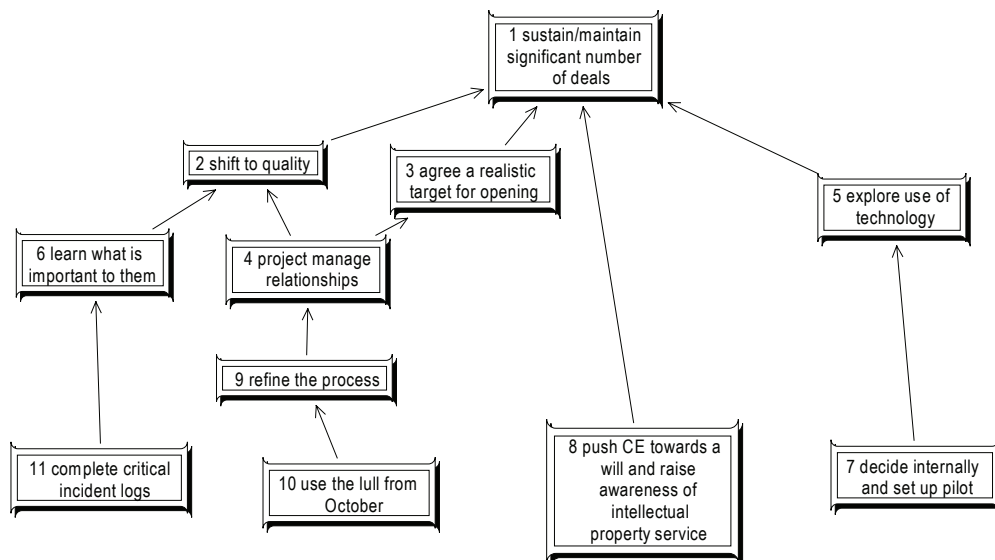 1 sustain/maintain
significant number
of deals
2 shift to quality
3 agree a realistic
target for opening
5 explore use of
technology
6 learn what is
important to them
4 project manage
relationships
9 refine the process
11 complete critical
incident logs
10 use the lull from
October
8 push CE towards a
will and raise
awareness of
intellectual
property service
7 decide internally
and set up pilot